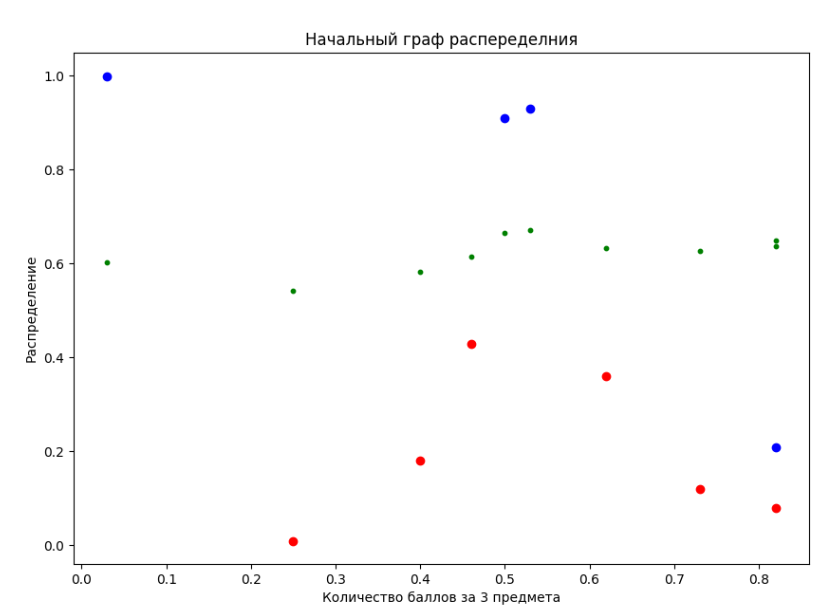 Начальный граф распеределния
1.0
0.8
0.6
0.4
0.2
0.0
Распределение
0.0 0.1 0.2 0.3 0.4 0.5 0.6 0.7 0.8
Количество баллов за 3 предмета